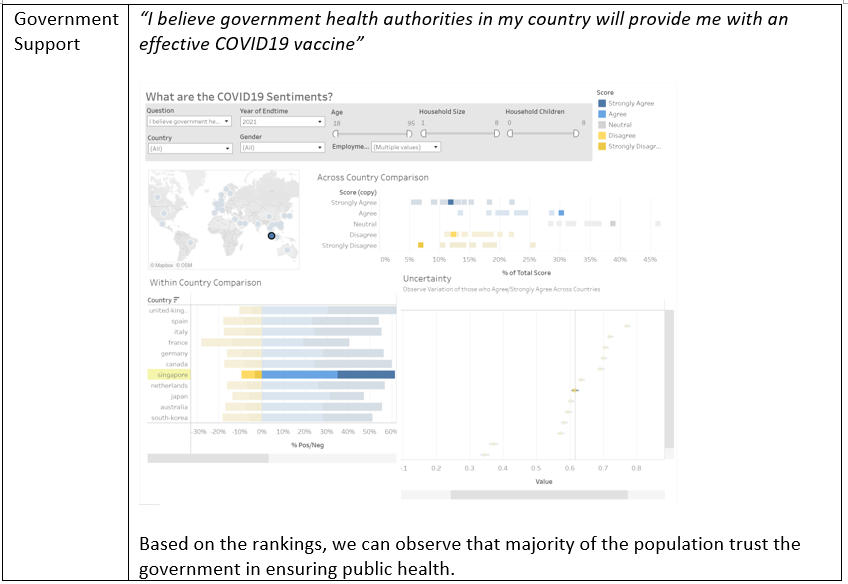 Government
Support
“I believe government health authorities in my country will provide me with an
effective COVID19 vaccine”
What are the COVID19 Sentiments?
Question
I believe government he...
Year of Endtime
2021
Age
18
95
Household Size
1
8
Household Children
0
8
Country
(All)
Gender
(All)
Employme...
(Multiple values)
Score
Strongly Agree
Agree
Neutral
Disagree
Strongly Disagr...
© Mapbox © OSM
Across Country Comparison
Score (copy)
Strongly Agree
Agree
Neutral
Disagree
Strongly Disagree
0% 5% 10% 15% 20% 25% 30% 35% 40% 45%
% of Total Score
Within Country Comparison
Country
united-king..
spain
italy
france
germany
canada
singapore
netherlands
japan
australia
south-korea
-30% -20% -10% 0% 10% 20% 30% 40% 50% 60%
% Pos/Neg
Uncertainty
Observe Variation of those who Agree/Strongly Agree Across Countries
.1 0.2 0.3 0.4 0.5 0.6 0.7 0.8
Value
Based on the rankings, we can observe that majority of the population trust the
government in ensuring public health.